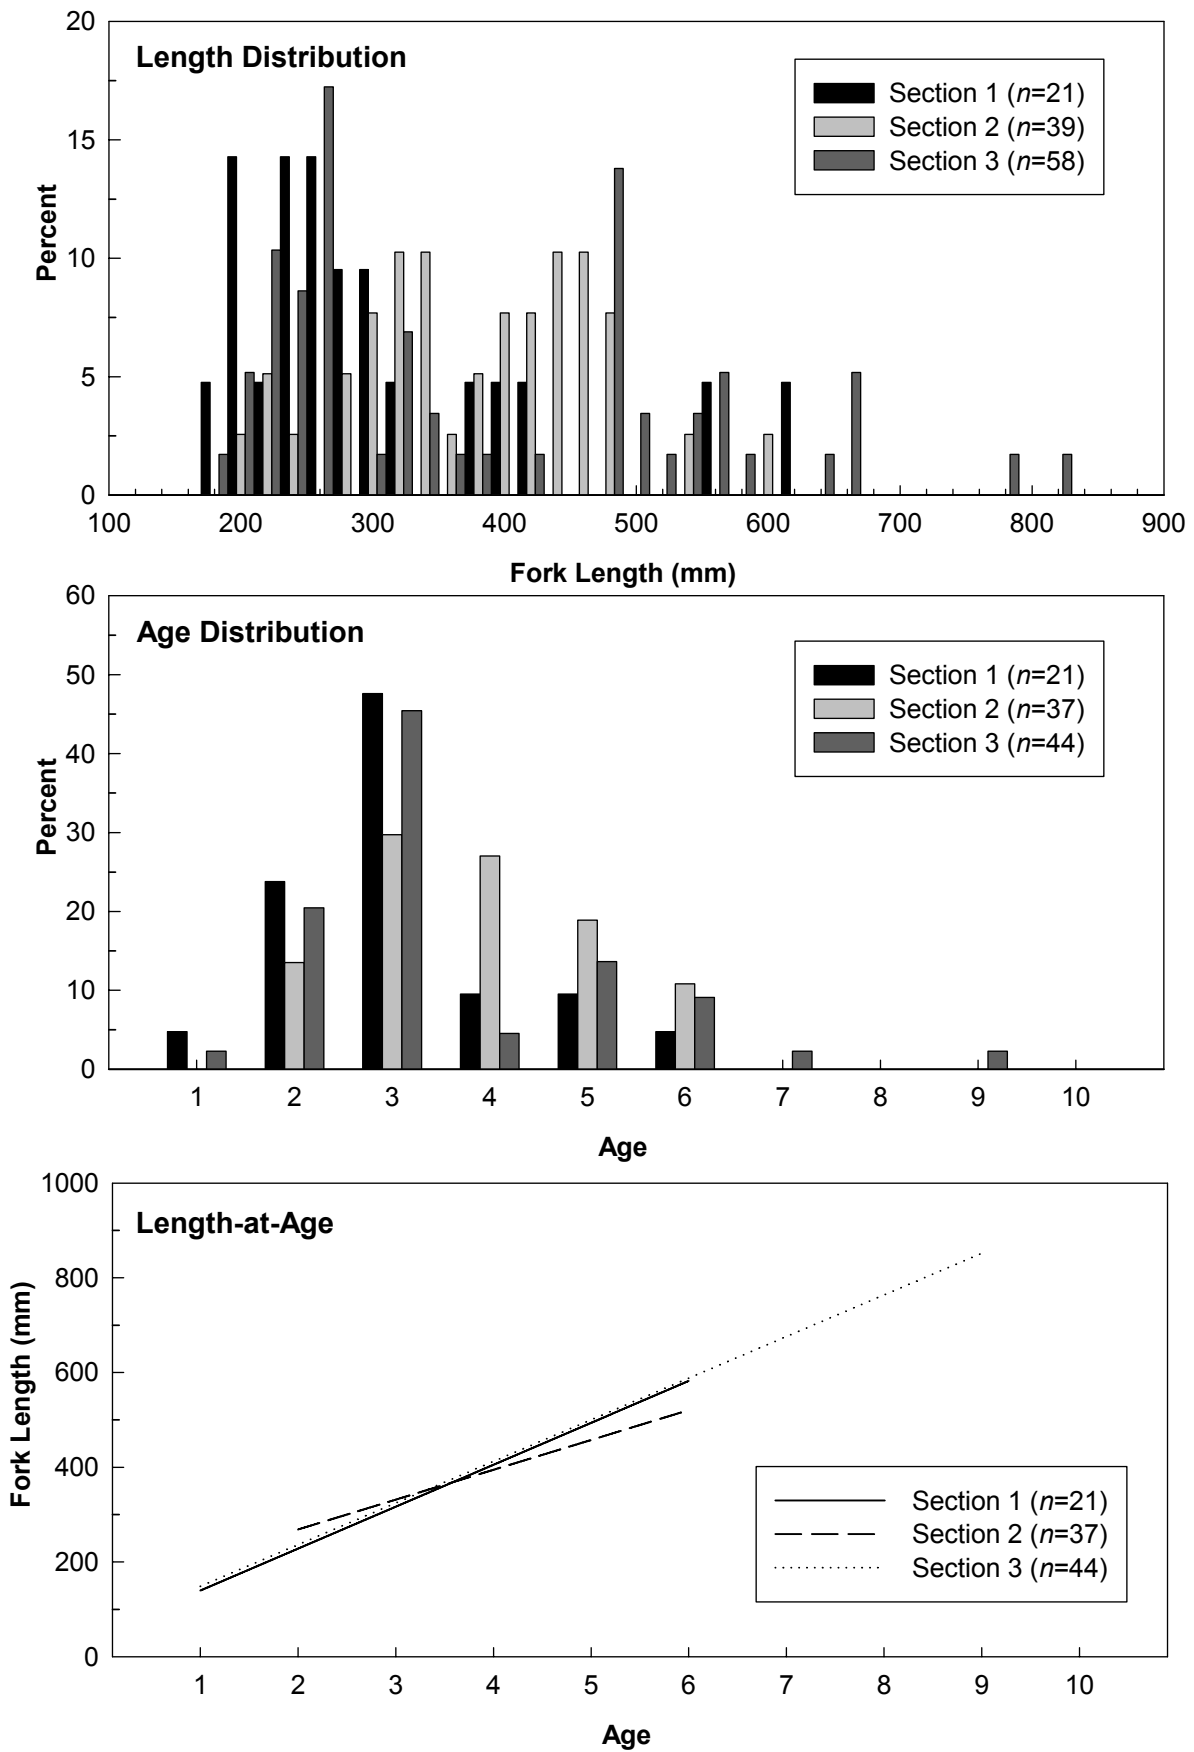 Length Distribution
Section 1 (n=21)
Section 2 (n=39)
Section 3 (n=58)
Percent
20
15
10
5
0
100 200 300 400 500 600 700 800 900
Fork Length (mm)
Age Distribution
Section 1 (n=21)
Section 2 (n=37)
Section 3 (n=44)
Percent
60
50
40
30
20
10
0
1 2 3 4 5 6 7 8 9 10
Age
Length-at-Age
Fork Length (mm)
1000
800
600
400
200
0
Section 1 (n=21)
Section 2 (n=37)
Section 3 (n=44)
1 2 3 4 5 6 7 8 9 10
Age